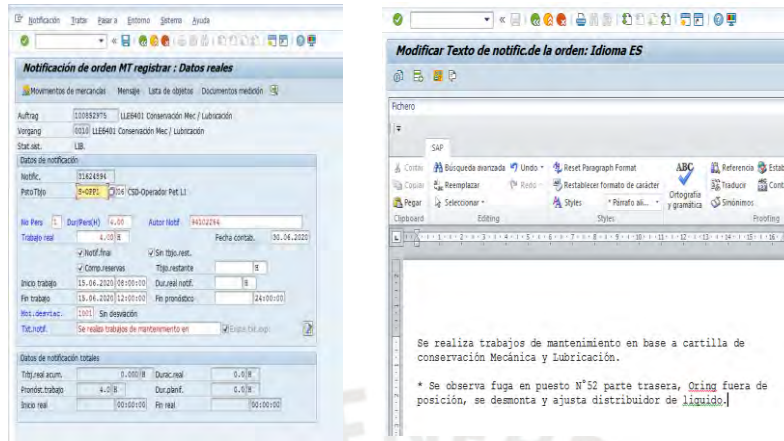 Notificación Tratar Pasar a Entorno Sistema Ayuda
Notificación de orden MT registrar : Datos reales
Movimientos de mercancías Mensaje Lista de objetos Documentos medición
Auftrag 100892975 LLE6401 Conservación Mec / Lubricación
Vorgang 0010 LLE6401 Conservación Mec / Lubricación
Stat.sist. LIB.
Datos de notificación
Notific. 31624894
PstoTbjo CSD-Operador Pet L1
No Pers 1 Dur/Pers(H) 4,00 Autor Notif 94102294
Trabajo real 4,00 H Fecha contab. 30.06.2020
Notif.final Sin tbjo.rest.
Comp.reservas Tbjo.restante H
Inicio trabajo 15.06.2020 08:00:00 Dur.real notif. H
Fin trabajo 15.06.2020 12:00:00 Fin pronóstico 24:00:00
Mot.desviac. 1001 Sin desviación
Txt.notif. Se realiza trabajos de mantenimiento en
Datos de notificación totales
Trbj.real acum. 0.000 H Durac.real 0.0 H
Pronóst.trabajo 4.0 H Dur.planif. 0.0 H
Inicio real 00:00:00 Fin real 00:00:00
Modificar Texto de notific.de la orden: Idioma ES
Fichero
SAP
Cortar Búsqueda avanzada Undo Reset Paragraph Format ABC Referencia Estab
Copiar Reemplazar Redo Restablecer formato de carácter Ortografía Traducir Cont
Pegar Seleccionar Styles * Párrafo ali... y gramática Sinónimos
Clipboard Editing Styles Proofing
Se realiza trabajos de mantenimiento en base a cartilla de
conservación Mecánica y Lubricación.
* Se observa fuga en puesto N°52 parte trasera, Oring fuera de
posición, se desmonta y ajusta distribuidor de liguido.